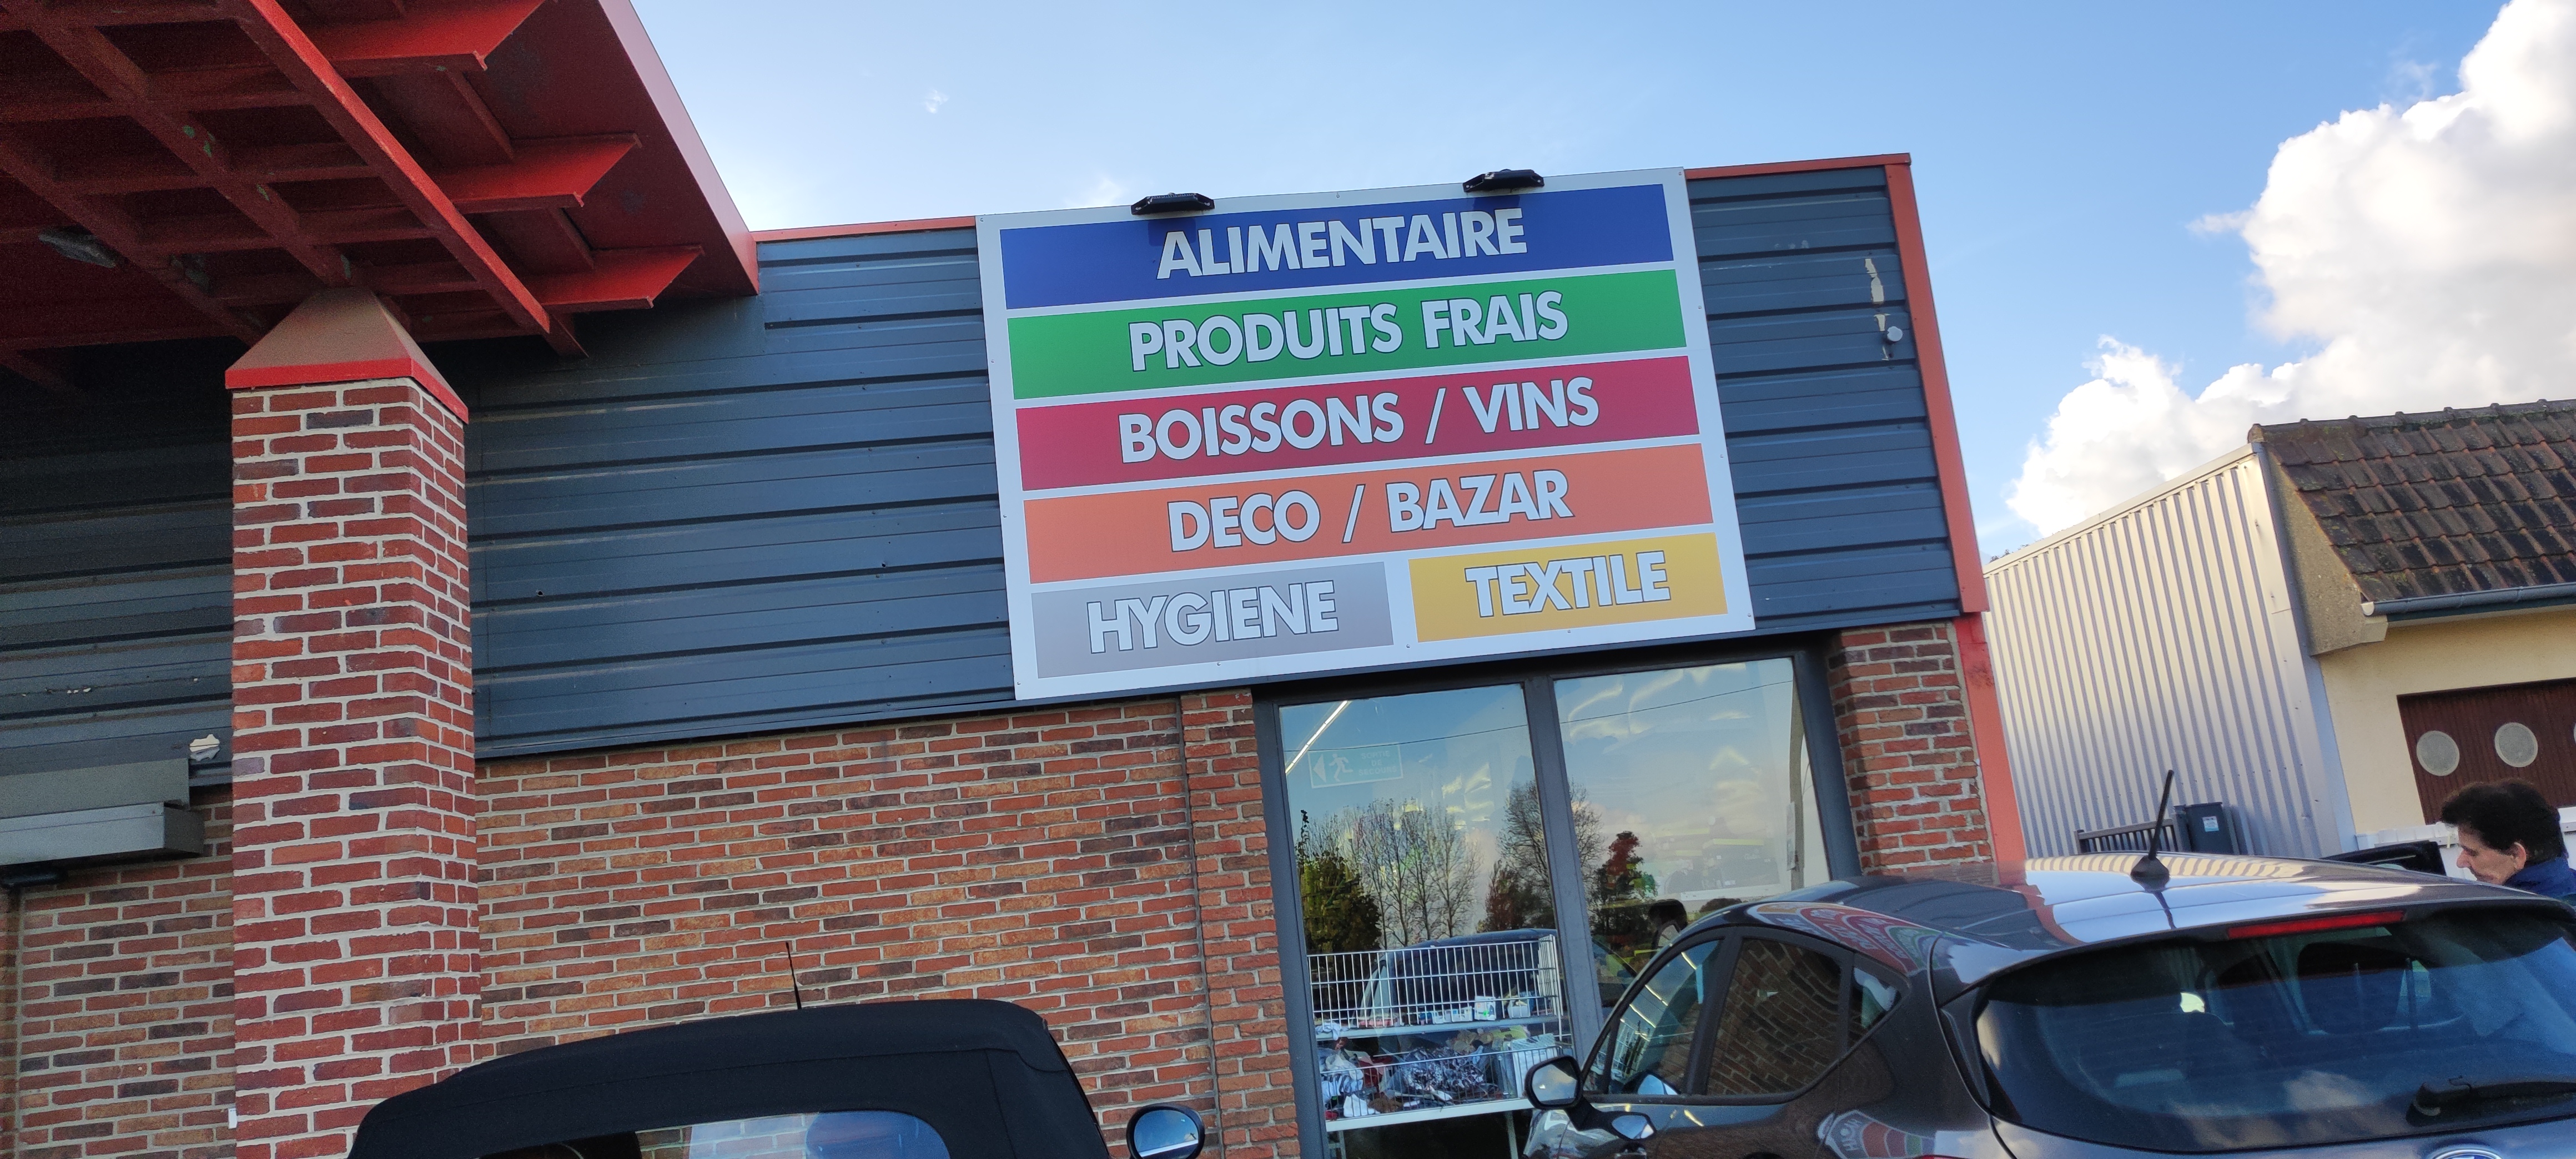 ALIMENTAIRE
PRODUITS FRAIS
BOISSONS / VINS
DECO / BAZAR
HYGIENE
TEXTILE